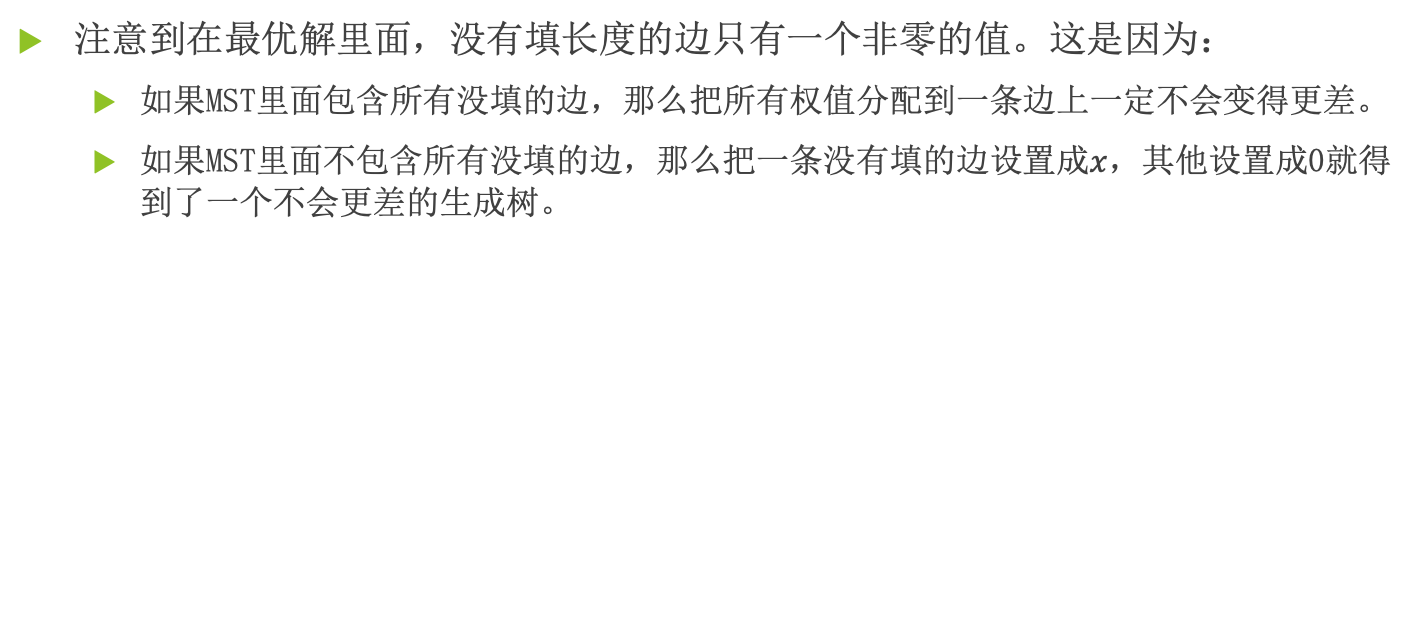 注意到在最优解里面，没有填长度的边只有一个非零的值。这是因为：
如果MST里面包含所有没填的边，那么把所有权值分配到一条边上一定不会变得更差。
如果MST里面不包含所有没填的边，那么把一条没有填的边设置成x，其他设置成0就得
到了一个不会更差的生成树。